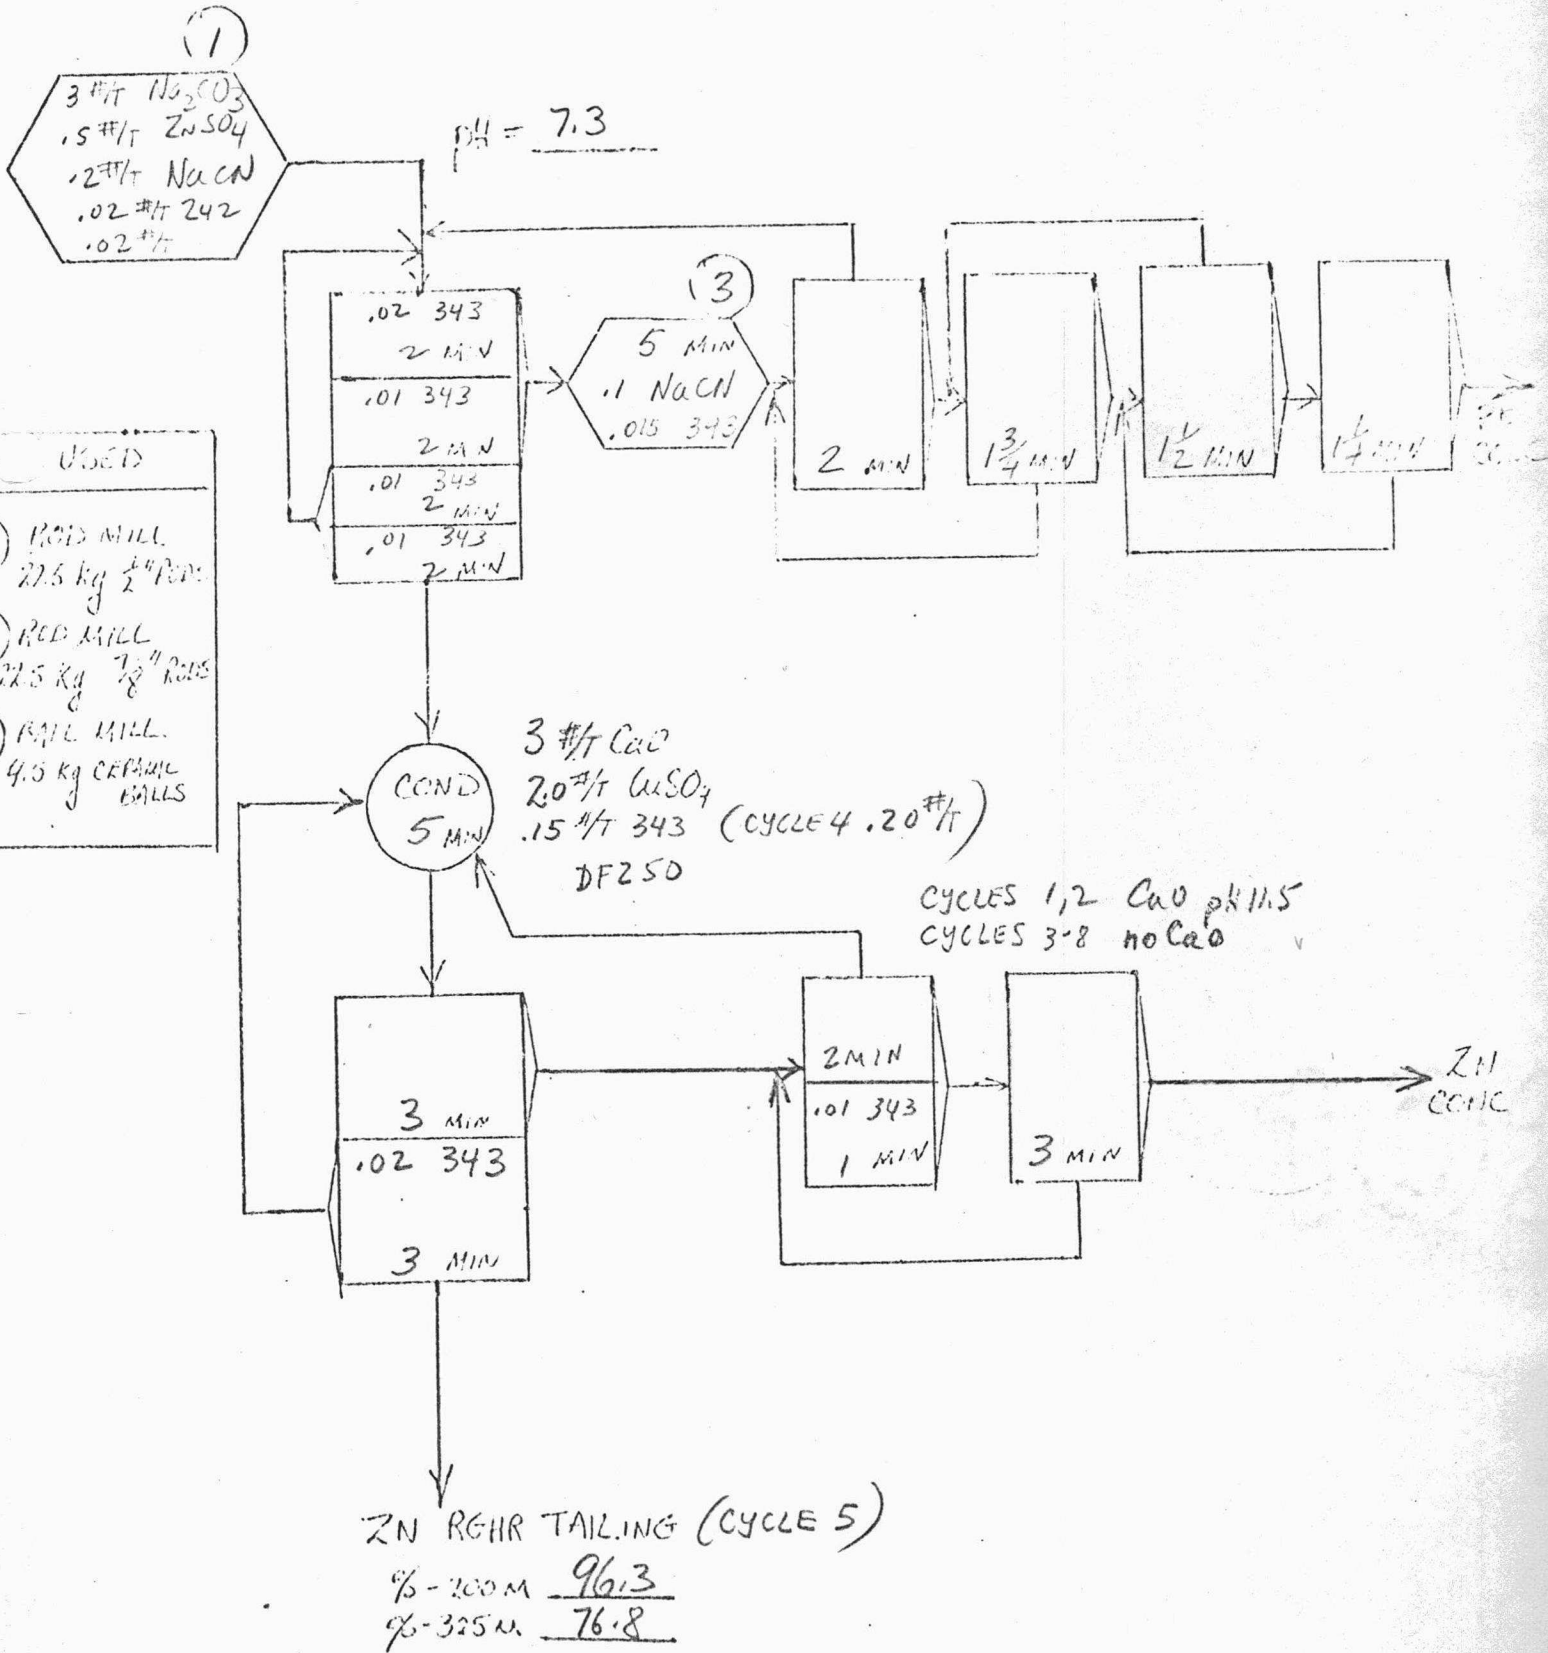 1
3 #/T Na2CO3
.5 #/T ZNSO4
.2 #/T NaCN
.02 #/T 242
.02 #/T
pH = 7.3
.02 343
2 MIN
.01 343
2 MIN
.01 343
2 MIN
.01 343
2 MIN
3
5 MIN
.1 NaCN
.015 343
2 MIN
1 3/4 MIN
1 1/2 MIN
1 1/4 MIN
CONC
USED
ROD MILL
22.5 kg 1/2" RODS
ROD MILL
22.5 Kg 7/8" RODS
BALL MILL
4.5 Kg CERAMIC
BALLS
COND
5 MIN
3 #/T CaO
2.0 #/T CuSO4
.15 #/T 343 (CYCLE 4 .20 #/T)
DF250
CYCLES 1,2 CaO pH 11.5
CYCLES 3-8 no CaO
3 MIN
.02 343
3 MIN
2 MIN
.01 343
1 MIN
3 MIN
ZN
CONC
ZN RGHR TAILING (CYCLE 5)
%-200M 96.3
%-325M 76.8